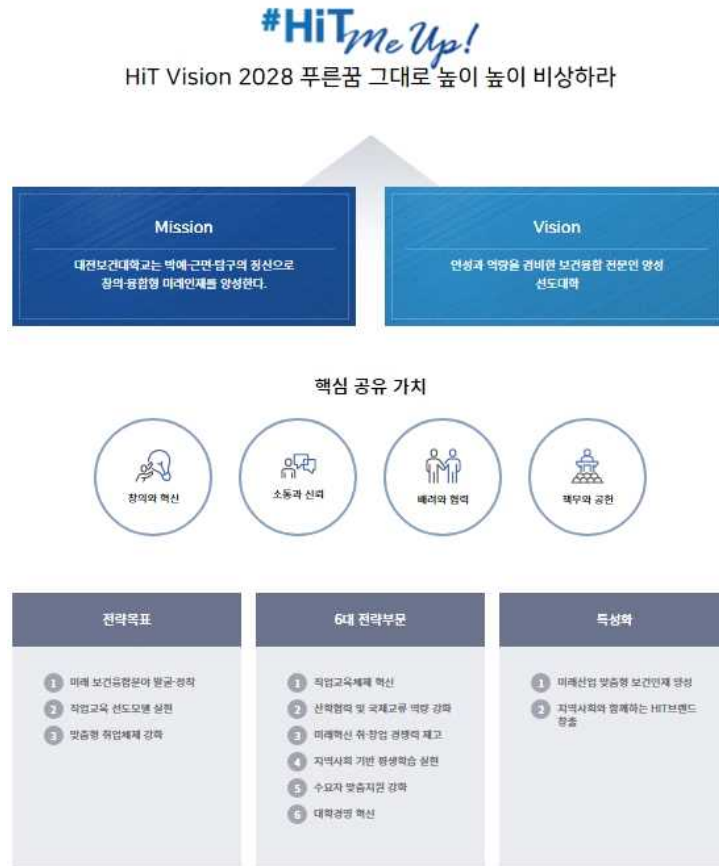 #HiT Me Up!
HiT Vision 2028 푸른꿈 그대로 높이 높이 비상하라
Mission
대전보건대학교는 박애·근면·탐구의 정신으로
창의·융합형 미래인재를 양성한다.
Vision
인성과 역량을 겸비한 보건융합 전문인 양성
선도대학
핵심 공유 가치
창의와 혁신
소통과 신뢰
배려와 협력
책무와 공헌
전략목표
1 미래 보건융합분야 발굴·정착
2 직업교육 선도모델 실현
3 맞춤형 취업체제 강화
6대 전략부문
1 직업교육체제 혁신
2 산학협력 및 국제교류 역량 강화
3 미래혁신 취·창업 경쟁력 제고
4 지역사회 기반 평생학습 실현
5 수요자 맞춤지원 강화
6 대학경영 혁신
특성화
1 미래산업 맞춤형 보건인재 양성
2 지역사회와 함께하는 HIT브랜드
창출